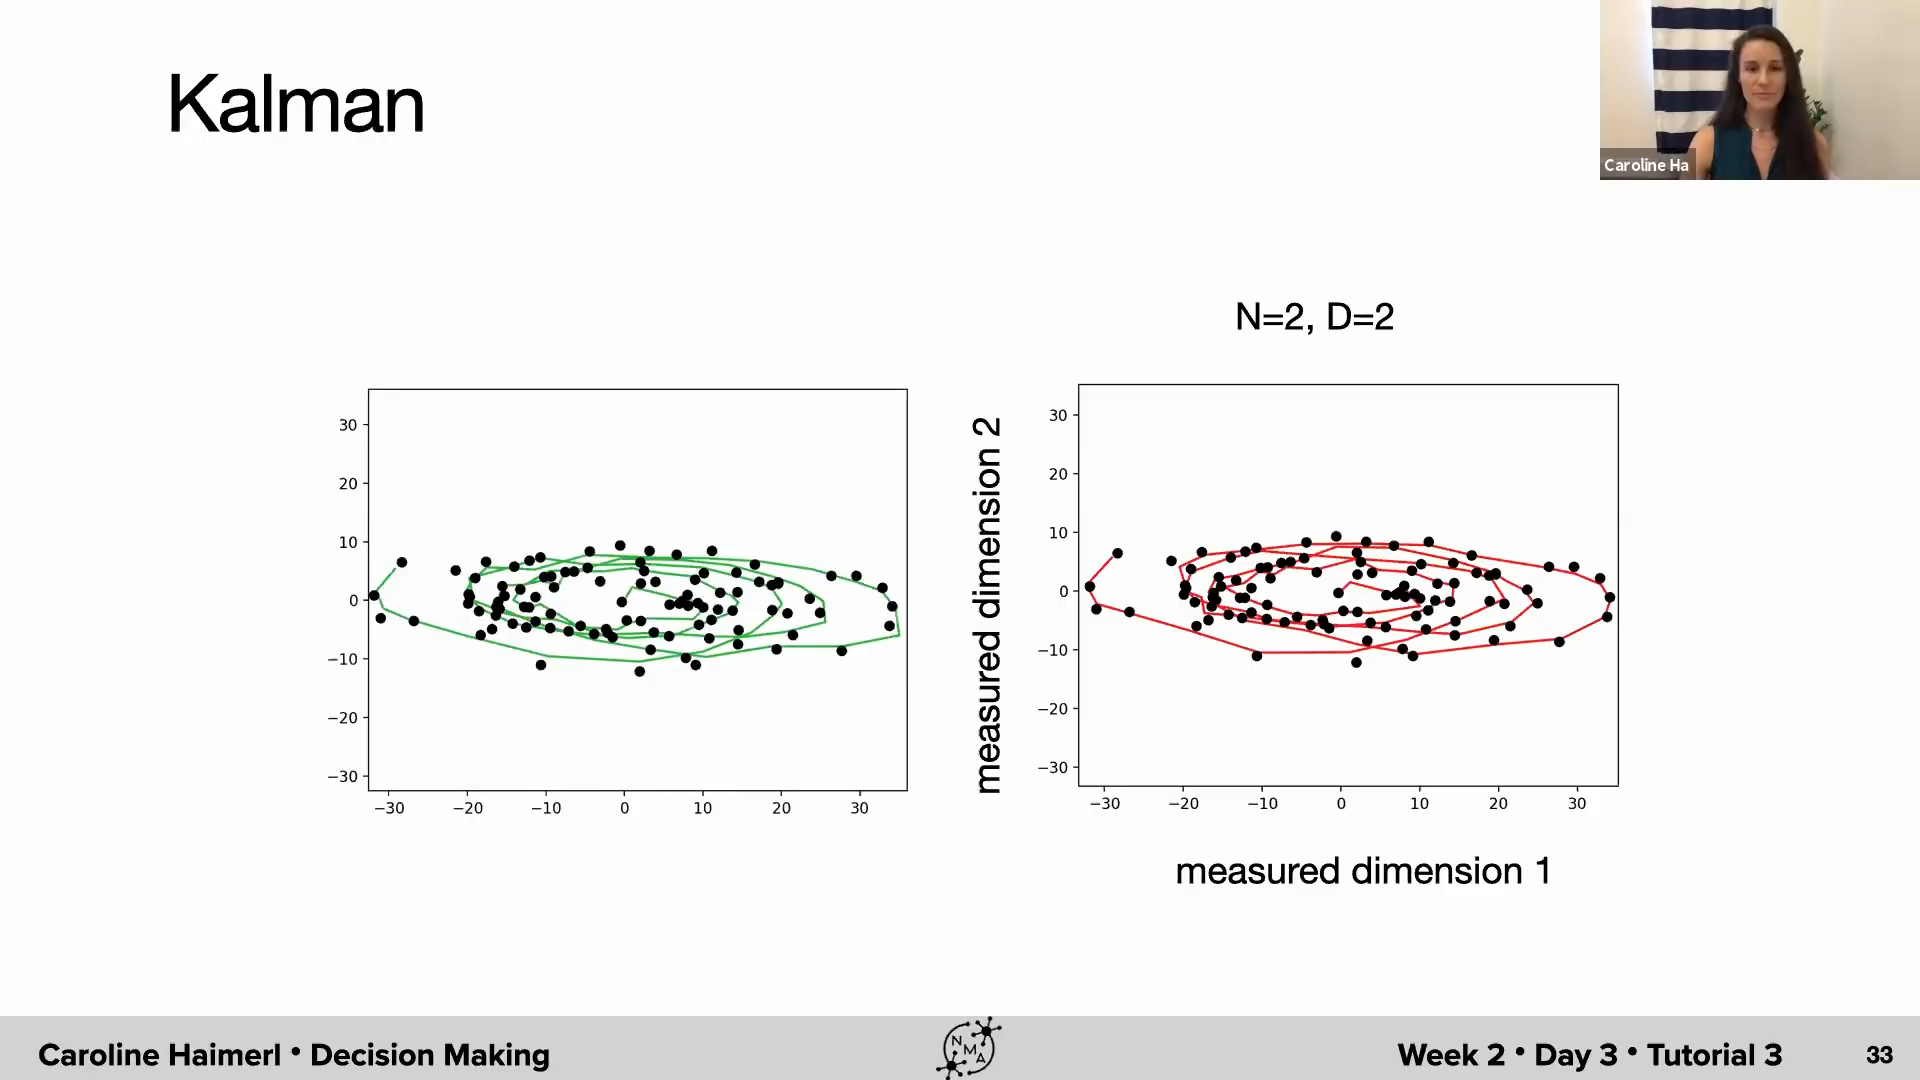 Kalman
Caroline Ha
N=2, D=2
30
20
10
0
−10
−20
−30
−30 −20 −10 0 10 20 30
measured dimension 2
30
20
10
0
−10
−20
−30
−30 −20 −10 0 10 20 30
measured dimension 1
Caroline Haimerl • Decision Making
NMA
Week 2 • Day 3 • Tutorial 3
33